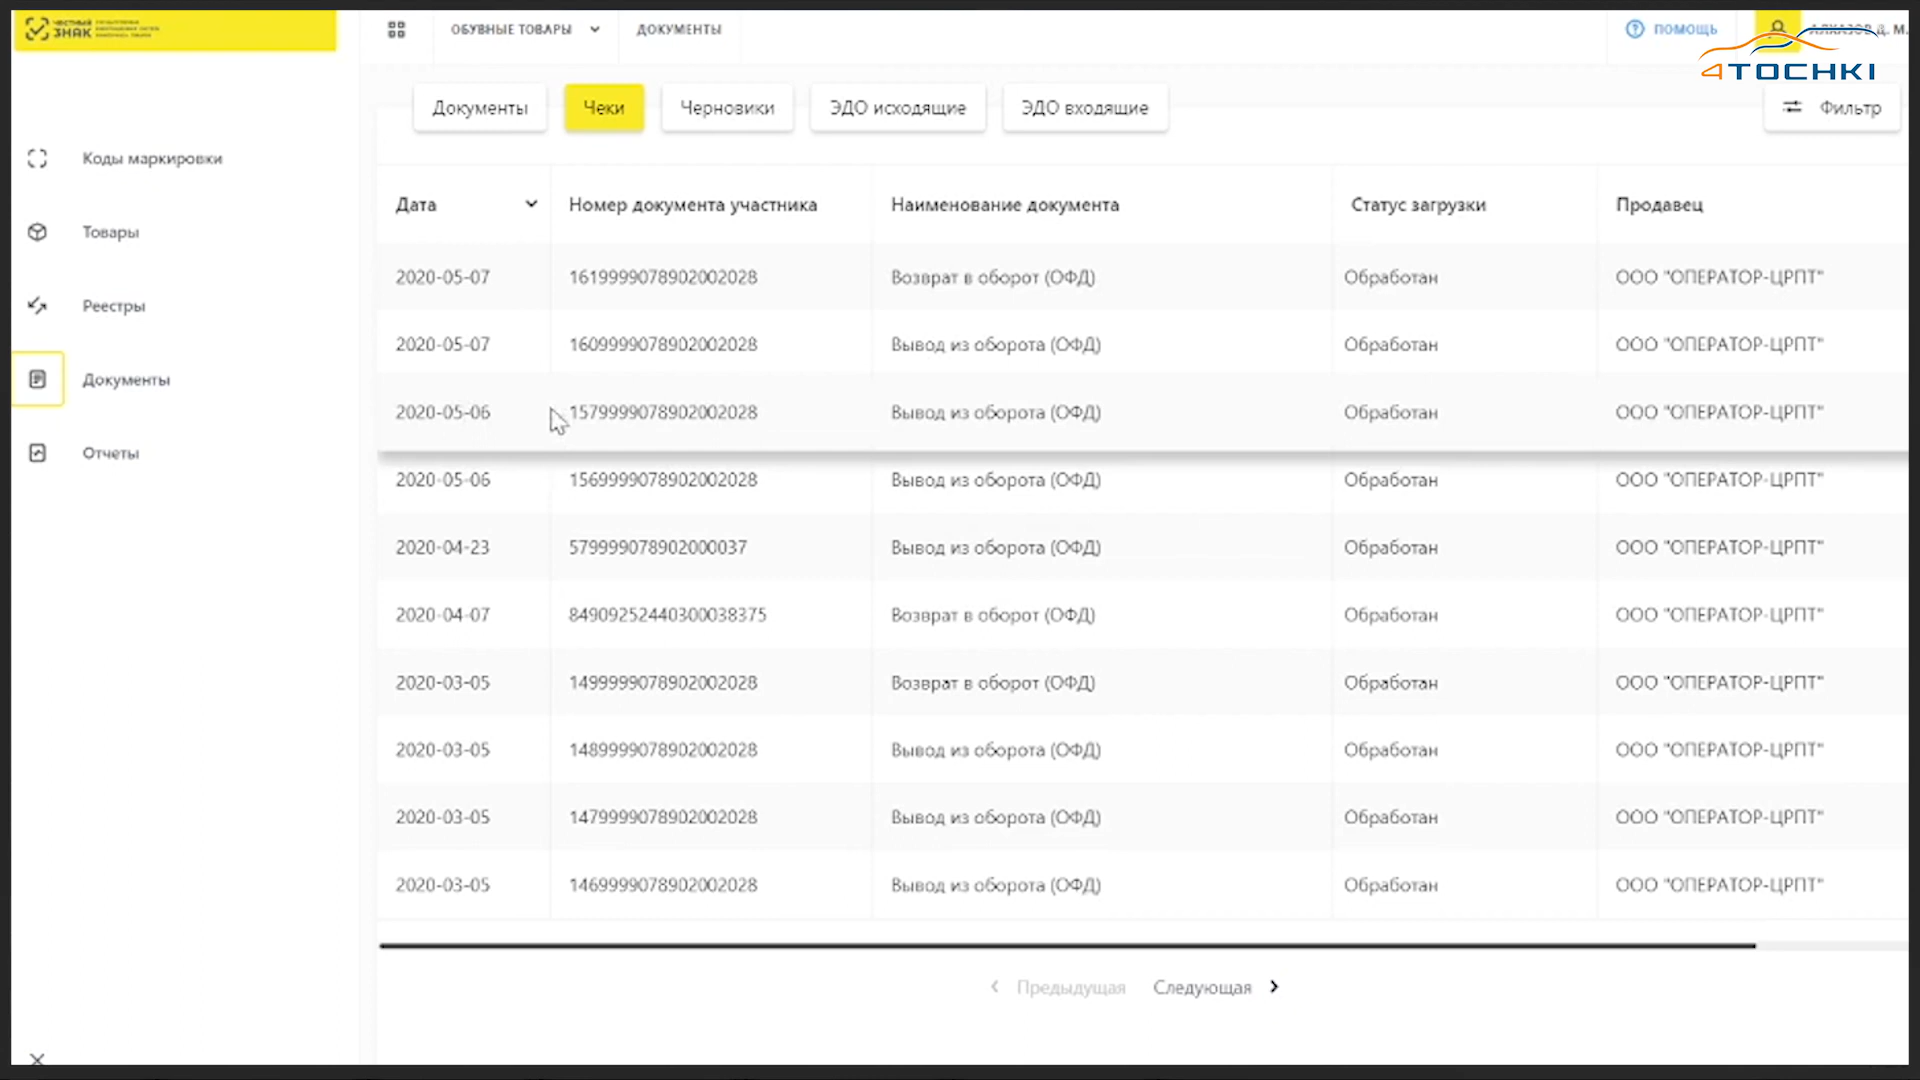 ЧЕСТНЫЙ
ЗНАК
ОБУВНЫЕ ТОВАРЫ
ДОКУМЕНТЫ
ПОМОЩЬ
4TOCHKI
Документы
Чеки
Черновики
ЭДО исходящие
ЭДО входящие
Фильтр
Коды маркировки
Товары
Реестры
Документы
Отчеты
Дата Номер документа участника Наименование документа Статус загрузки Продавец
2020-05-07 1619999078902002028 Возврат в оборот (ОФД) Обработан ООО "ОПЕРАТОР-ЦРПТ"
2020-05-07 1609999078902002028 Вывод из оборота (ОФД) Обработан ООО "ОПЕРАТОР-ЦРПТ"
2020-05-06 1579999078902002028 Вывод из оборота (ОФД) Обработан ООО "ОПЕРАТОР-ЦРПТ"
2020-05-06 1569999078902002028 Вывод из оборота (ОФД) Обработан ООО "ОПЕРАТОР-ЦРПТ"
2020-04-23 579999078902000037 Вывод из оборота (ОФД) Обработан ООО "ОПЕРАТОР-ЦРПТ"
2020-04-07 84909252440300038375 Возврат в оборот (ОФД) Обработан ООО "ОПЕРАТОР-ЦРПТ"
2020-03-05 1499999078902002028 Возврат в оборот (ОФД) Обработан ООО "ОПЕРАТОР-ЦРПТ"
2020-03-05 1489999078902002028 Вывод из оборота (ОФД) Обработан ООО "ОПЕРАТОР-ЦРПТ"
2020-03-05 1479999078902002028 Вывод из оборота (ОФД) Обработан ООО "ОПЕРАТОР-ЦРПТ"
2020-03-05 1469999078902002028 Вывод из оборота (ОФД) Обработан ООО "ОПЕРАТОР-ЦРПТ"
Предыдущая Следующая